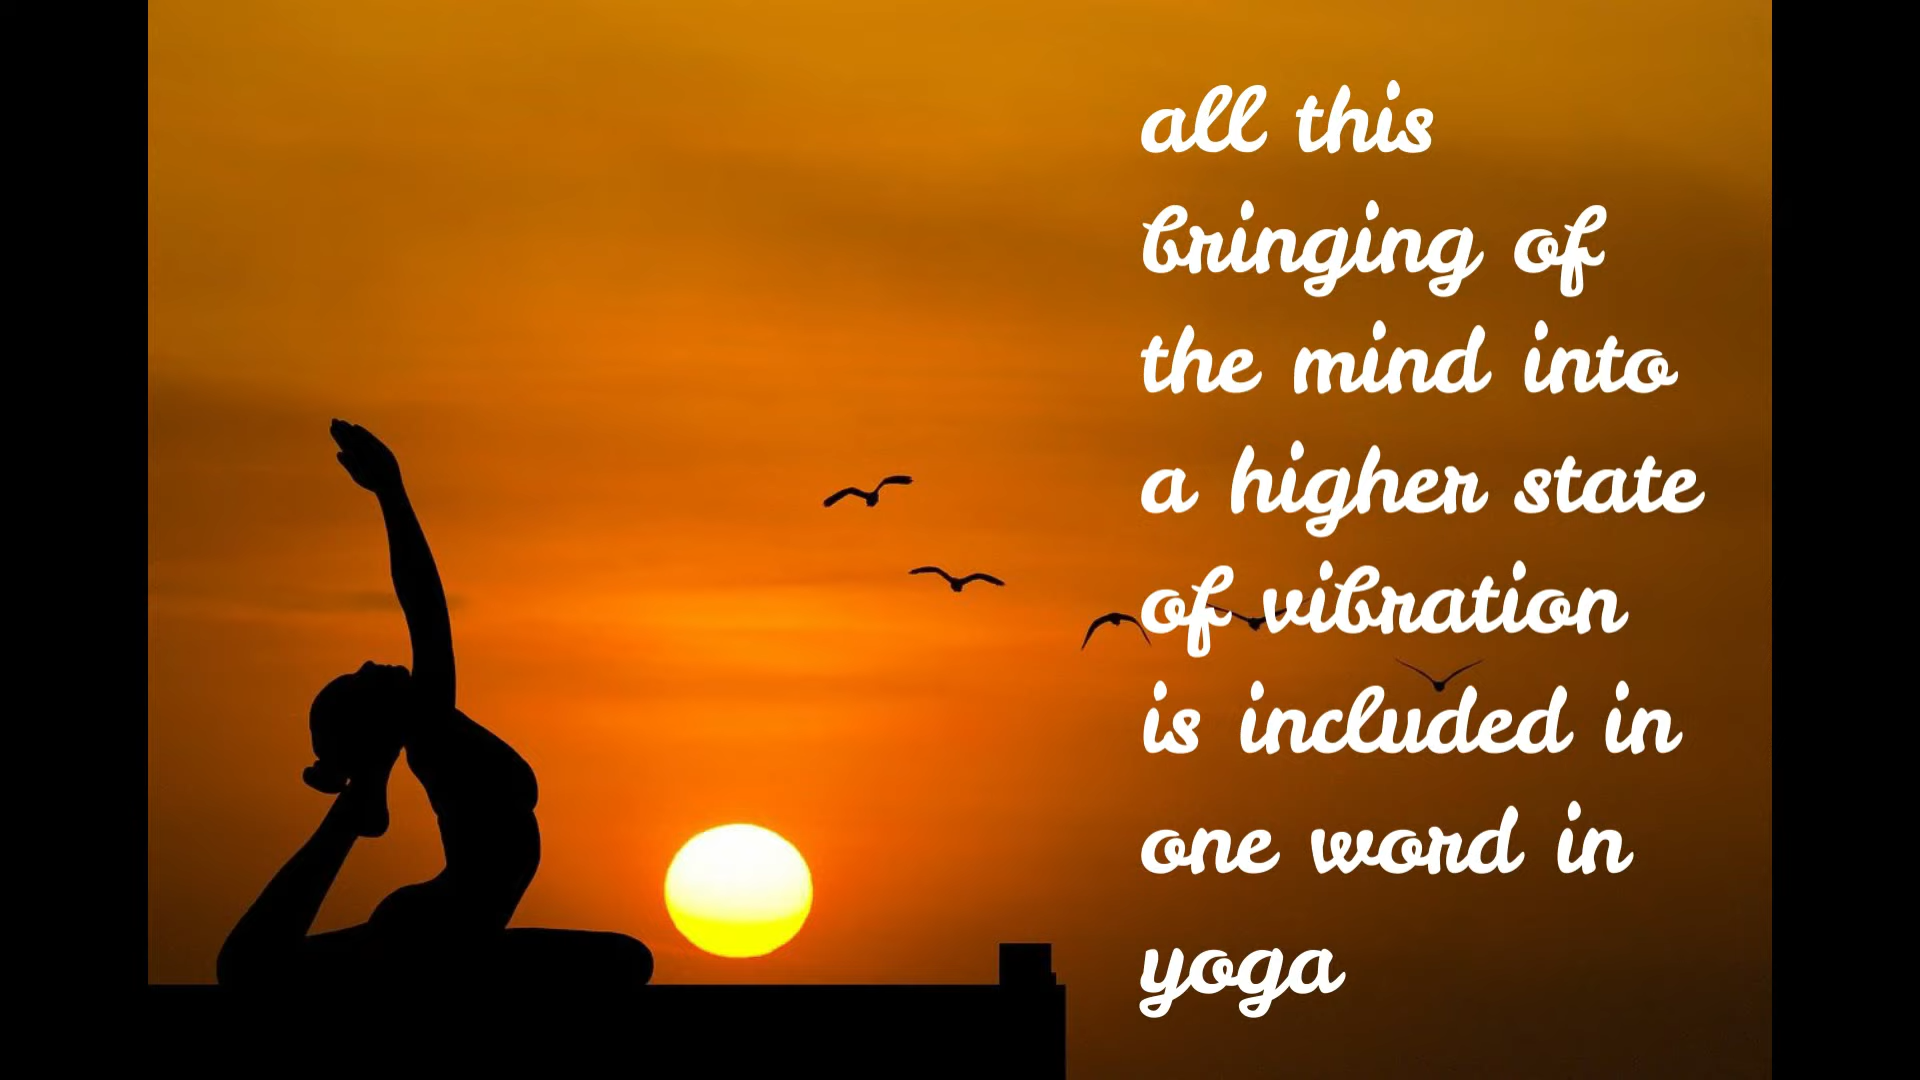 all this
bringing of
the mind into
a higher state
of vibration
is included in
one word in
yoga